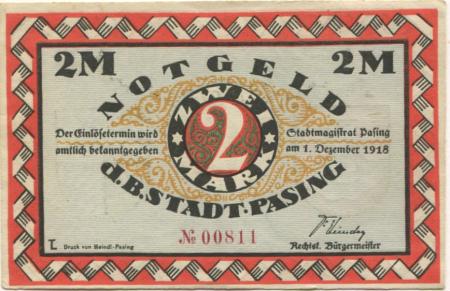 2M 2M
NOTGELD
ZWEI
Der Einlösetermin wird 2 Stadtmagistrat Pasing
amtlich bekanntgegeben am 1. Dezember 1918
MARK
d.B.STADT·PASING
№ 00811
Druck von Heindl-Pasing Rechtsk. Bürgermeister